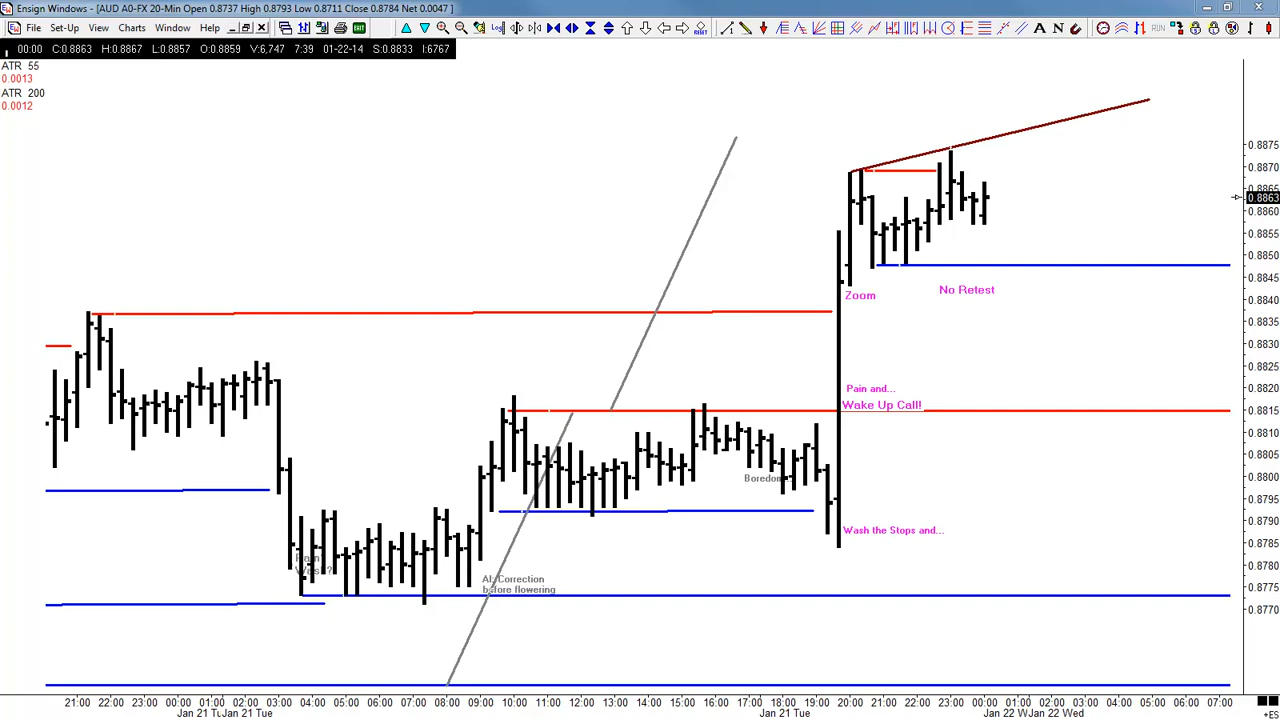 Ensign Windows - [AUD A0-FX 20-Min Open 0.8737 High 0.8793 Low 0.8711 Close 0.8784 Net 0.0047 ]
File Set-Up View Charts Window Help
00:00 C:0.8863 H:0.8867 L:0.8857 O:0.8859 V:6.747 7:39 01-22-14 S:0.8833 I:6767
ATR 55
0.0013
ATR 200
0.0012
0.8875
0.8870
0.8865
0.8863
0.8860
0.8855
0.8850
0.8845
0.8840
0.8835
0.8830
0.8825
0.8820
0.8815
0.8810
0.8805
0.8800
0.8795
0.8790
0.8785
0.8780
0.8775
0.8770
Zoom
No Retest
Pain and...
Wake Up Call!
Boredom
Wash the Stops and...
Pain
AI: Correction
before flowering
21:00 22:00 23:00 00:00 01:00 02:00 03:00 04:00 05:00 06:00 07:00 08:00 09:00 10:00 11:00 12:00 13:00 14:00 15:00 16:00 17:00 18:00 19:00 20:00 21:00 22:00 23:00 00:00 01:00 02:00 03:00 04:00 05:00 06:00 07:00
Jan 21 Tu Jan 21 Tue Jan 21 Tue Jan 22 W Jan 22 Wed
+ES